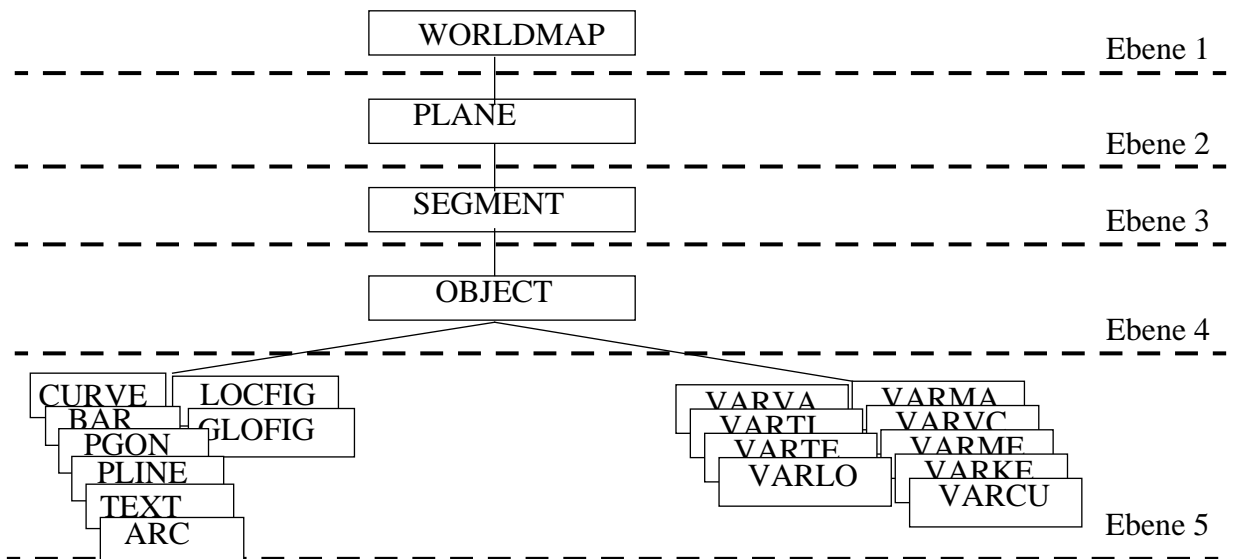 WORLDMAP
Ebene 1
PLANE
Ebene 2
SEGMENT
Ebene 3
OBJECT
Ebene 4
CURVE
BAR
PGON
PLINE
TEXT
ARC
LOCFIG
GLOFIG
VARVA
VARTI
VARTE
VARLO
VARMA
VARVC
VARME
VARKE
VARCU
Ebene 5